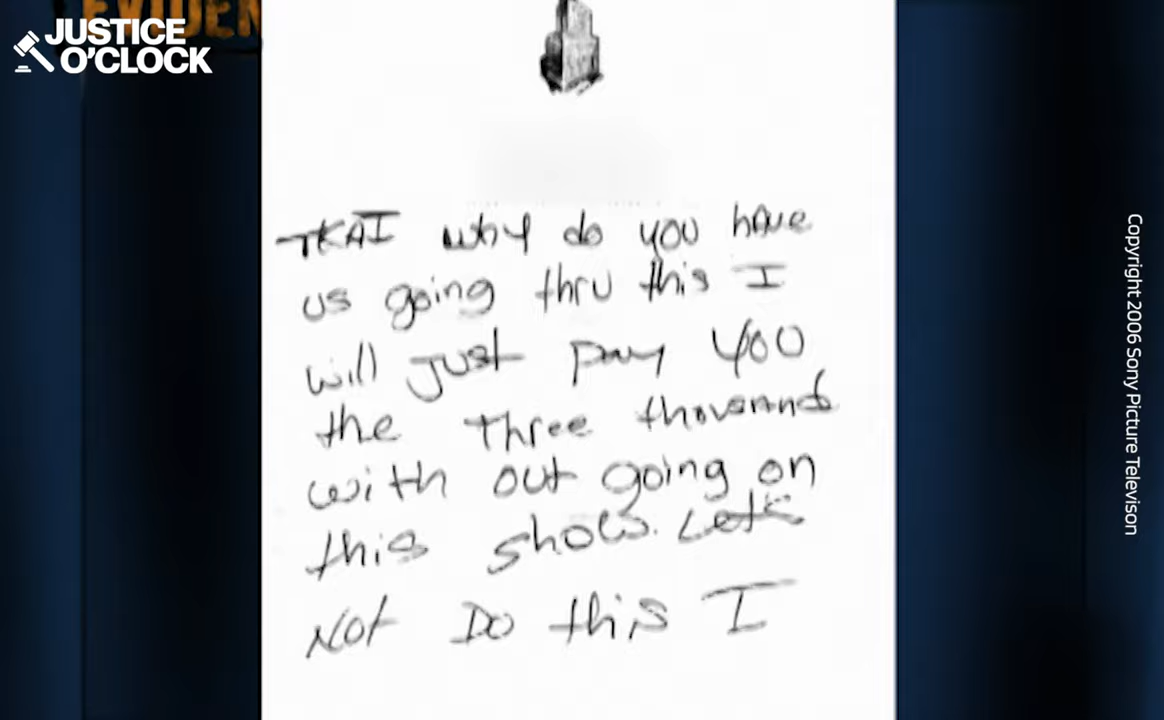 EVIDEN
JUSTICE
O'CLOCK
TKAI why do you have
us going thru this I
will just pay you
the three thousand
with out going on
this show. Lets
Not Do this I
Copyright 2006 Sony Picture Televison